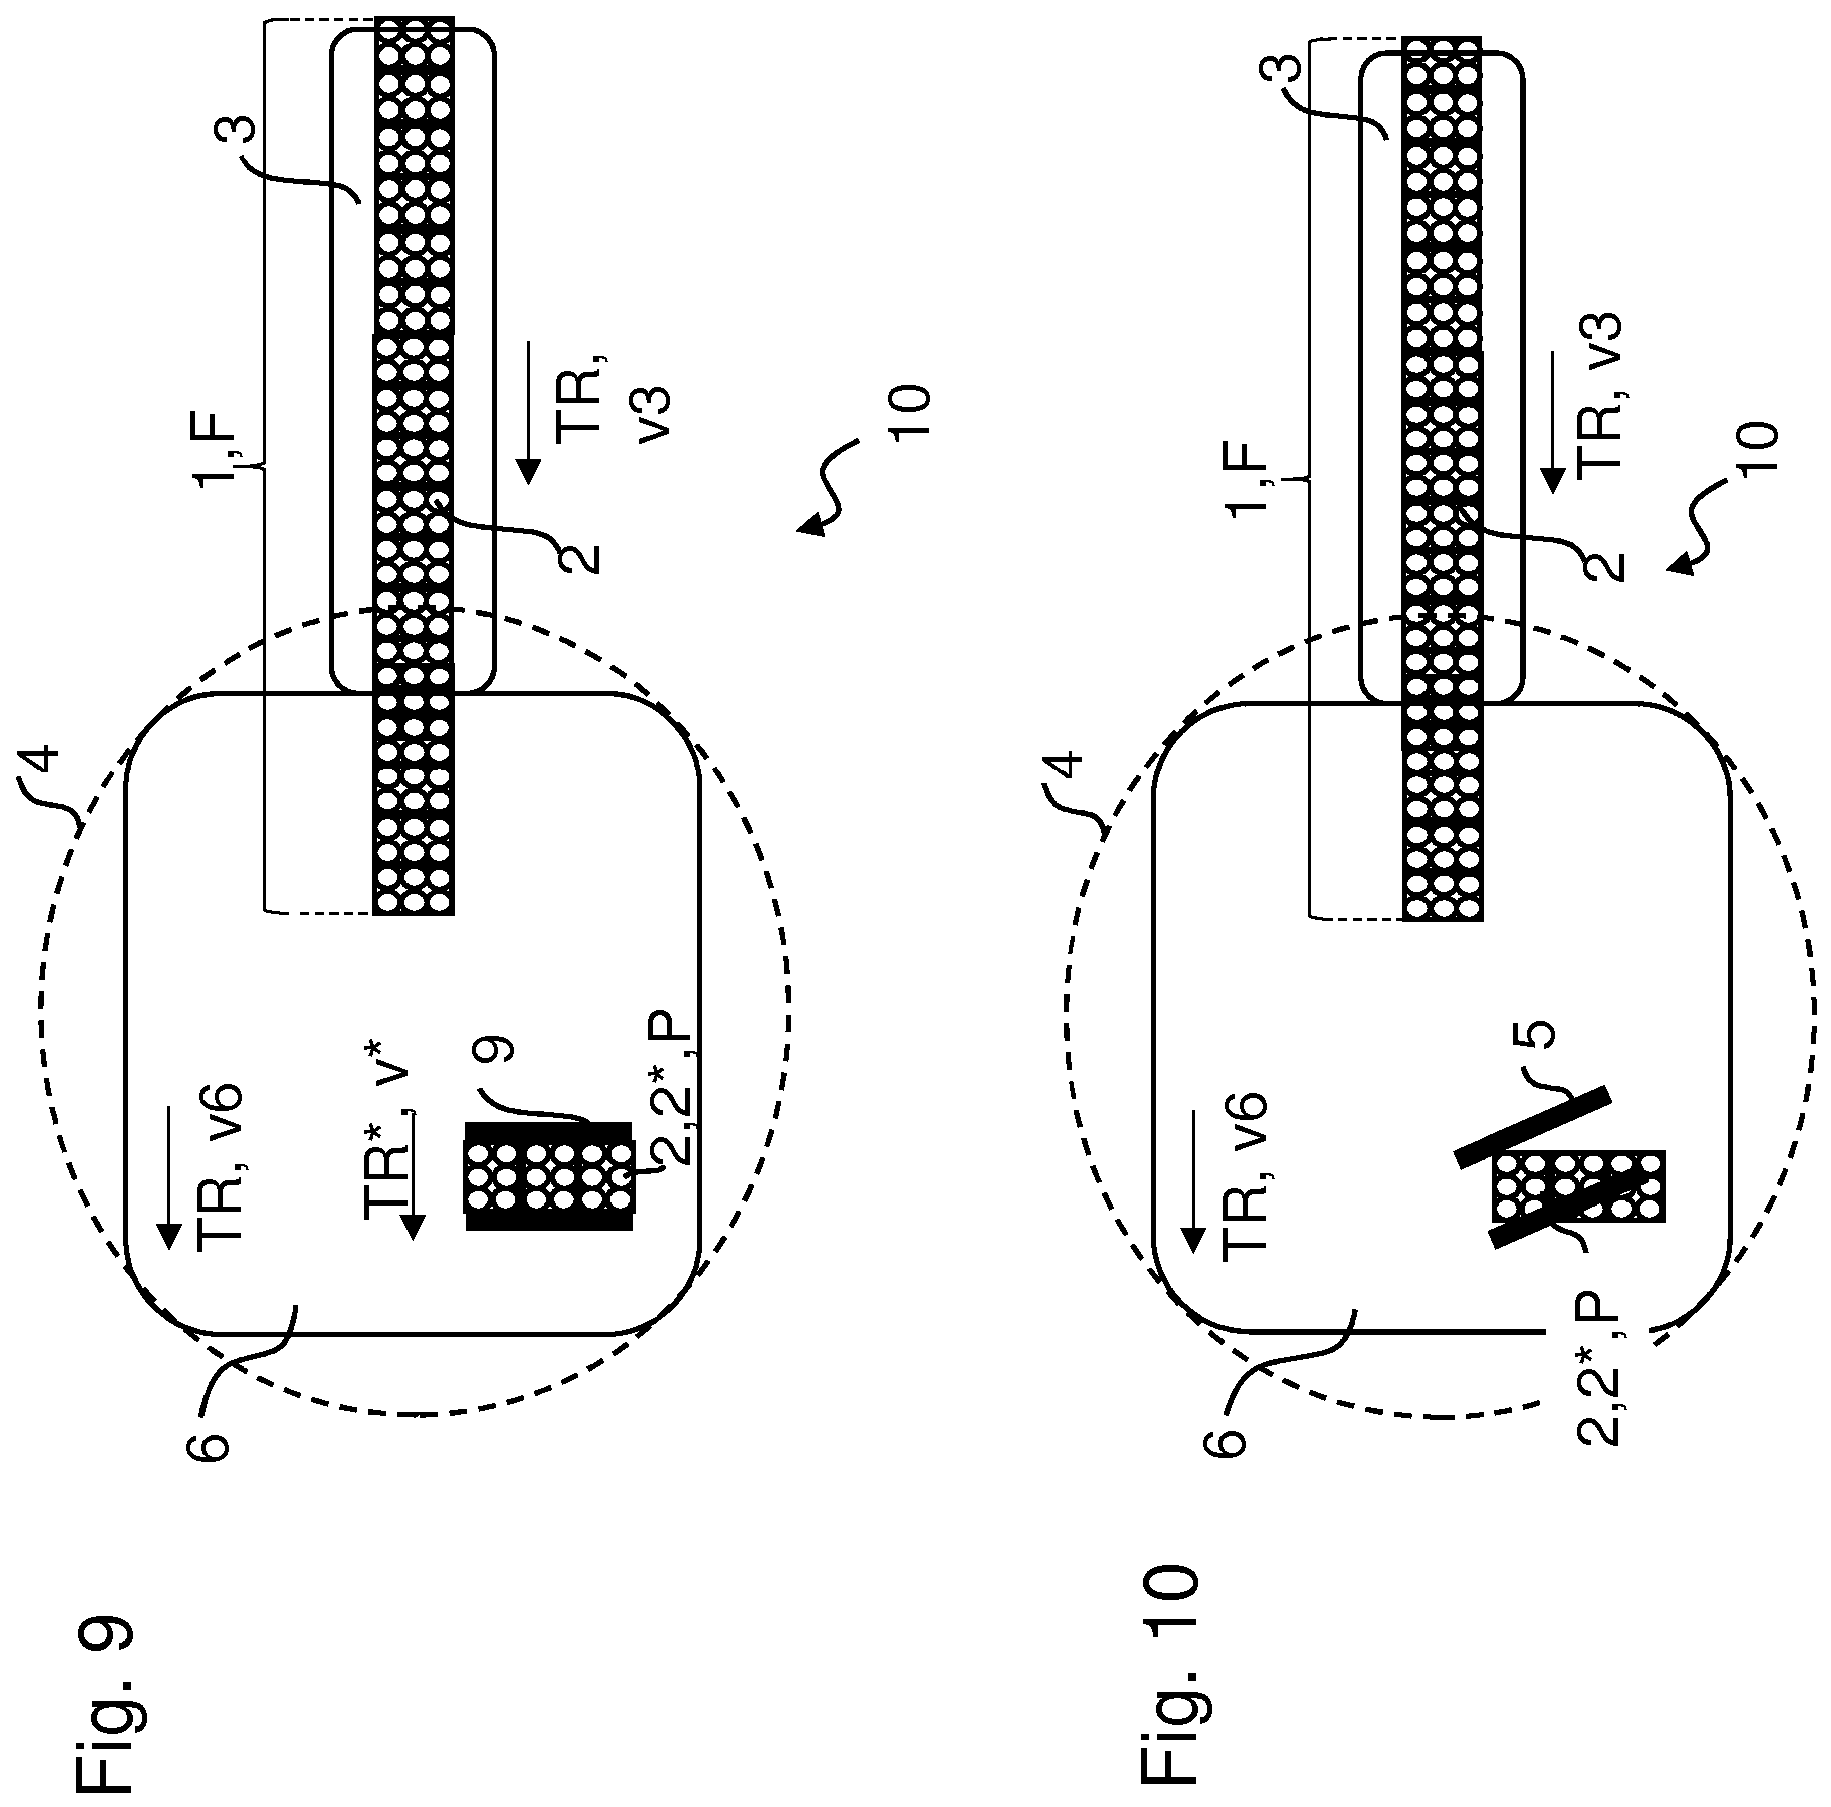 Fig. 9
1,F
3
TR,
v3
2
10
4
TR, v6
TR*, v*
9
2,2*,P
6
Fig. 10
1,F
3
TR, v3
2
10
4
TR, v6
5
2,2*,P
6